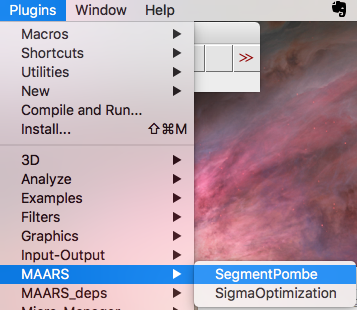 Plugins Window Help
Macros
Shortcuts
Utilities
New
Compile and Run...
Install... ⇧⌘M
3D
Analyze
Examples
Filters
Graphics
Input-Output
MAARS SegmentPombe
MAARS_deps SigmaOptimization